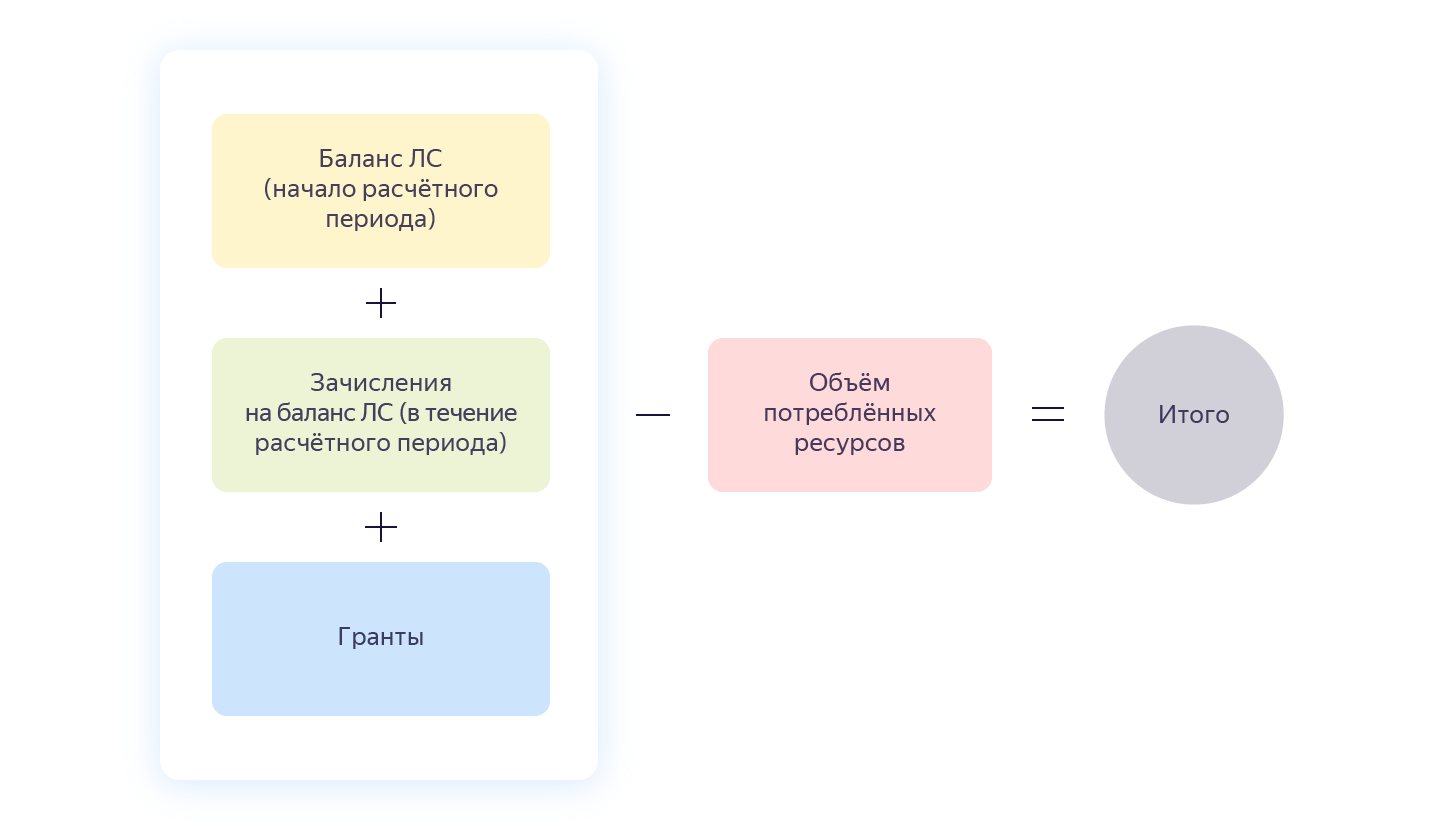 Баланс ЛС
(начало расчётного
периода)
+
Зачисления
на баланс ЛС (в течение
расчётного периода)
+
Гранты
—
Объём
потреблённых
ресурсов
=
Итого